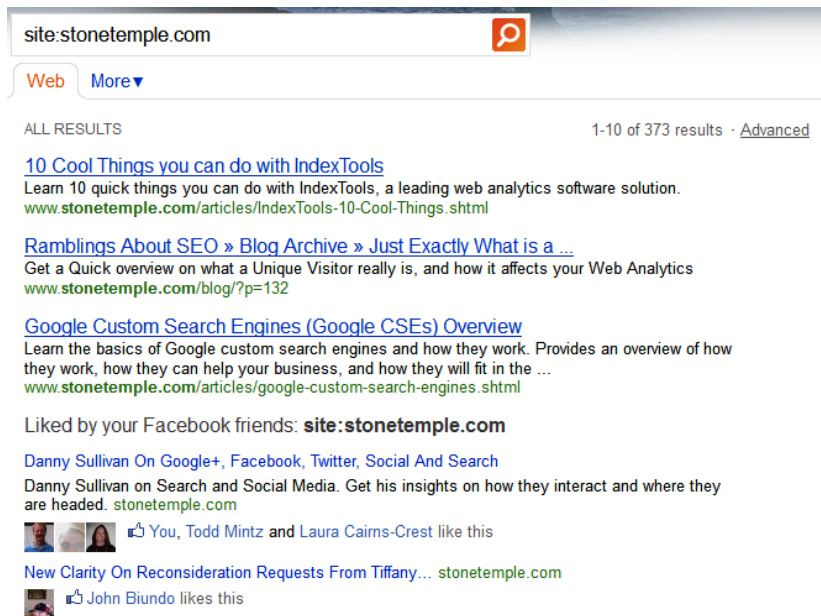 site:stonetemple.com
Web More▼
ALL RESULTS 1-10 of 373 results · Advanced
10 Cool Things you can do with IndexTools
Learn 10 quick things you can do with IndexTools, a leading web analytics software solution.
www.stonetemple.com/articles/IndexTools-10-Cool-Things.shtml
Ramblings About SEO » Blog Archive » Just Exactly What is a ...
Get a Quick overview on what a Unique Visitor really is, and how it affects your Web Analytics
www.stonetemple.com/blog/?p=132
Google Custom Search Engines (Google CSEs) Overview
Learn the basics of Google custom search engines and how they work. Provides an overview of how
they work, how they can help your business, and how they will fit in the ...
www.stonetemple.com/articles/google-custom-search-engines.shtml
Liked by your Facebook friends: site:stonetemple.com
Danny Sullivan On Google+, Facebook, Twitter, Social And Search
Danny Sullivan on Search and Social Media. Get his insights on how they interact and where they
are headed. stonetemple.com
You, Todd Mintz and Laura Cairns-Crest like this
New Clarity On Reconsideration Requests From Tiffany... stonetemple.com
John Biundo likes this